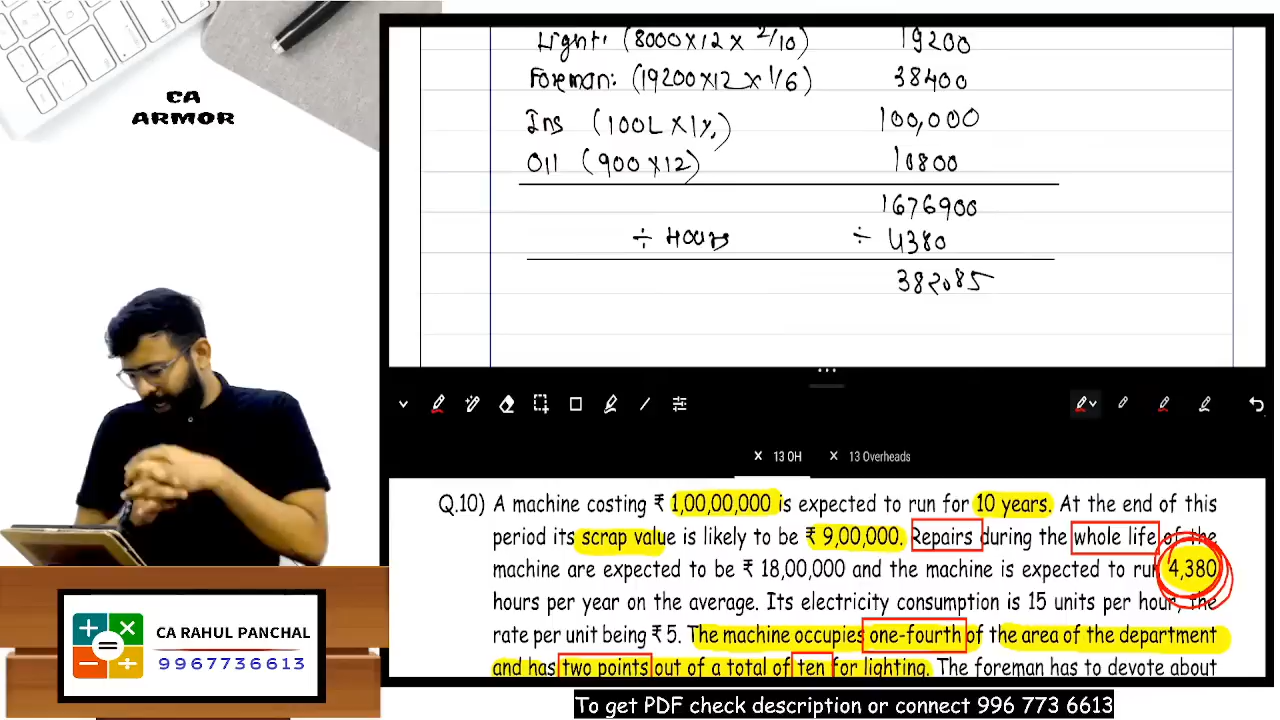 CA
ARMOR
Light: (8000×12× 2/10) 19200
Foreman: (19200×12× 1/6) 38400
Ins (100L×1%) 100,000
Oil (900×12) 10800
1676900
÷ Hours ÷ 4380
382.85
× 13 OH × 13 Overheads
Q.10) A machine costing ₹ 1,00,00,000 is expected to run for 10 years. At the end of this
period its scrap value is likely to be ₹ 9,00,000. Repairs during the whole life of the
machine are expected to be ₹ 18,00,000 and the machine is expected to run 4,380
hours per year on the average. Its electricity consumption is 15 units per hour, the
rate per unit being ₹ 5. The machine occupies one-fourth of the area of the department
and has two points out of a total of ten for lighting. The foreman has to devote about
CA RAHUL PANCHAL
9967736613
To get PDF check description or connect 996 773 6613